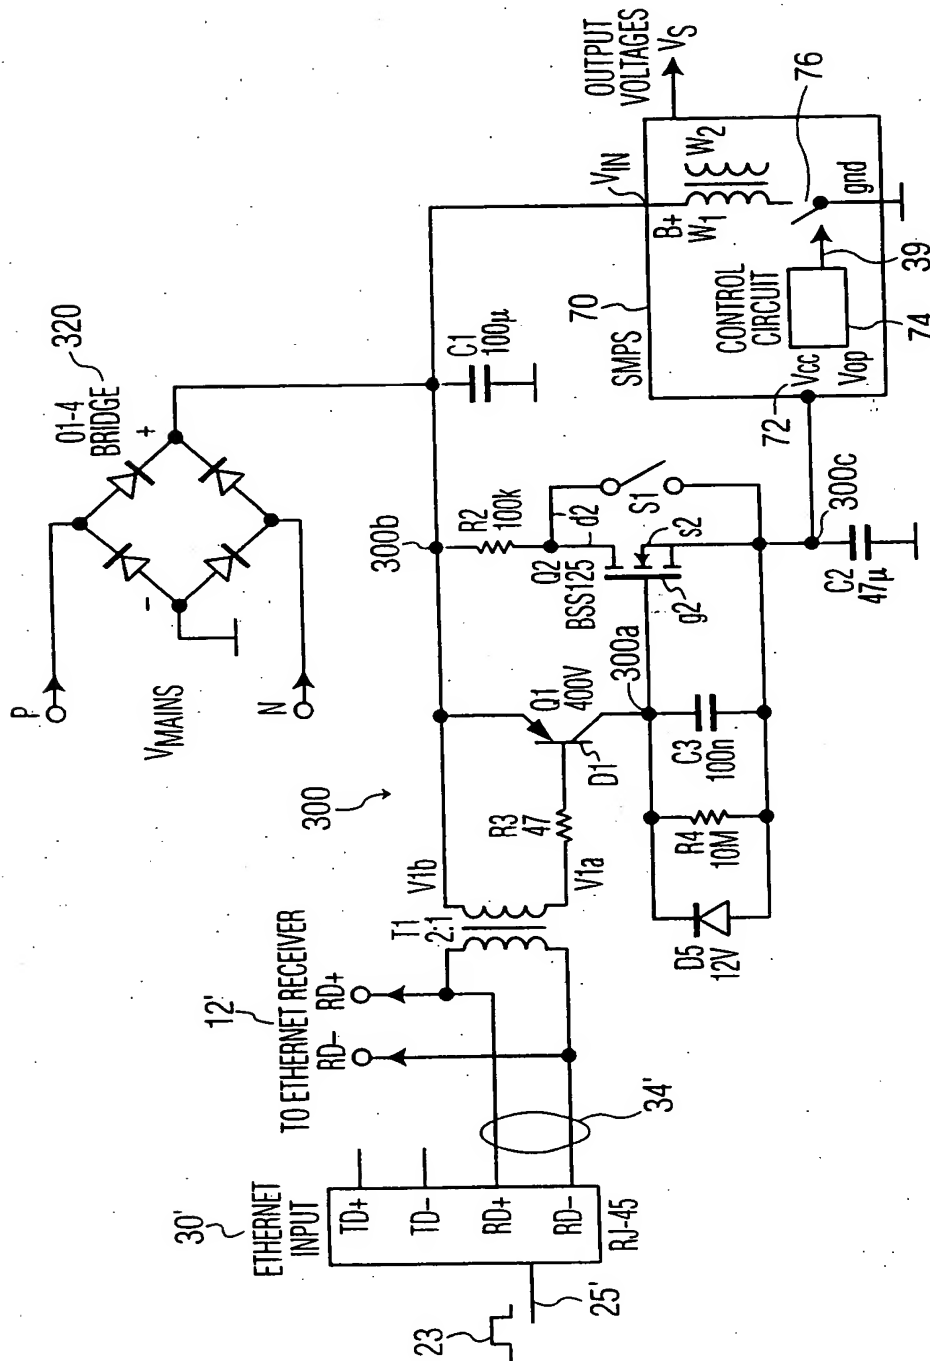 P
VMAINS
N
01-4
BRIDGE
320
+
-
300
300b
C1
100µ
VIN
OUTPUT
VOLTAGES
VS
70
SMPS
B+
W1
W2
76
gnd
CONTROL
CIRCUIT
39
74
72
Vcc
Vop
R2
100k
d2
S1
Q2
BSS125
s2
g2
300c
C2
47µ
300a
Q1
400V
D1
R3
47
V1b
V1a
T1
2:1
C3
100n
R4
10M
D5
12V
12'
TO ETHERNET RECEIVER
RD-
RD+
34'
30'
ETHERNET
INPUT
TD+
TD-
RD+
RD-
RJ-45
25'
23